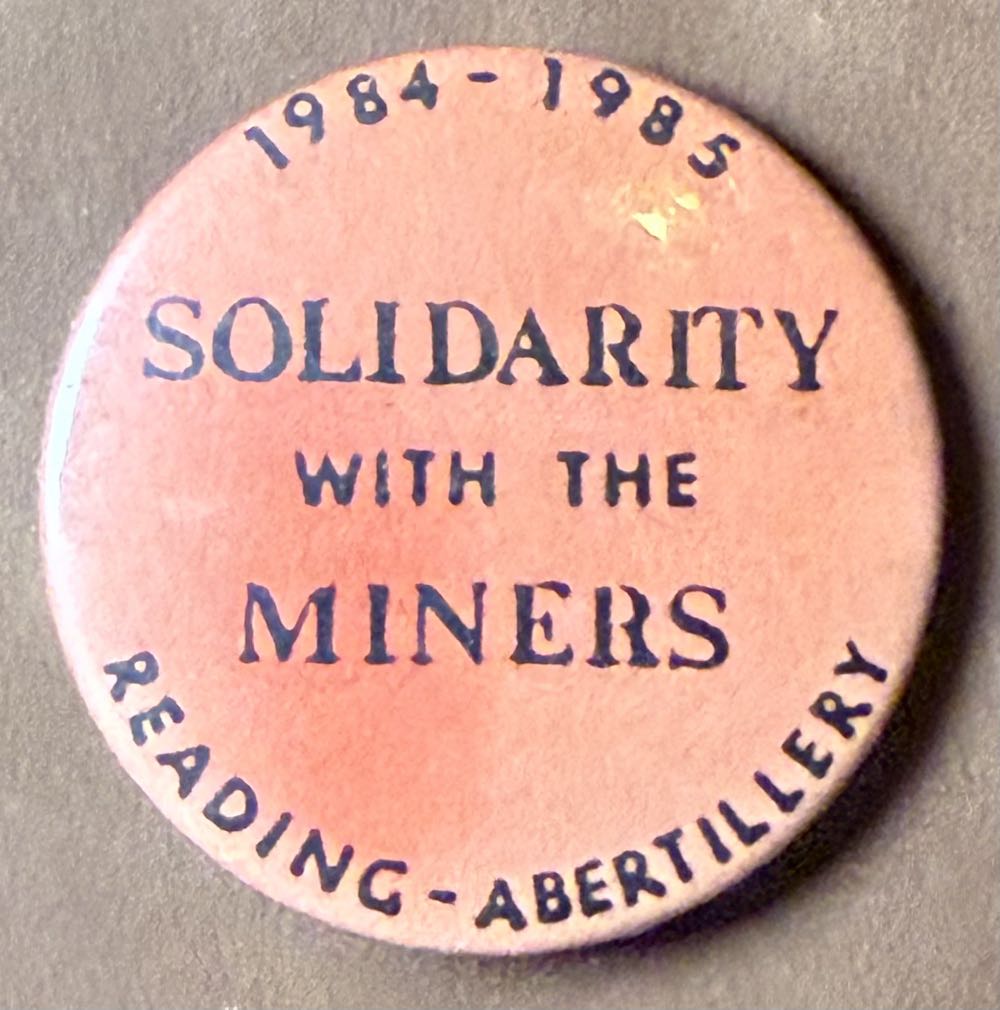 1984-1985
SOLIDARITY
WITH THE
MINERS
READING-ABERTILLERY